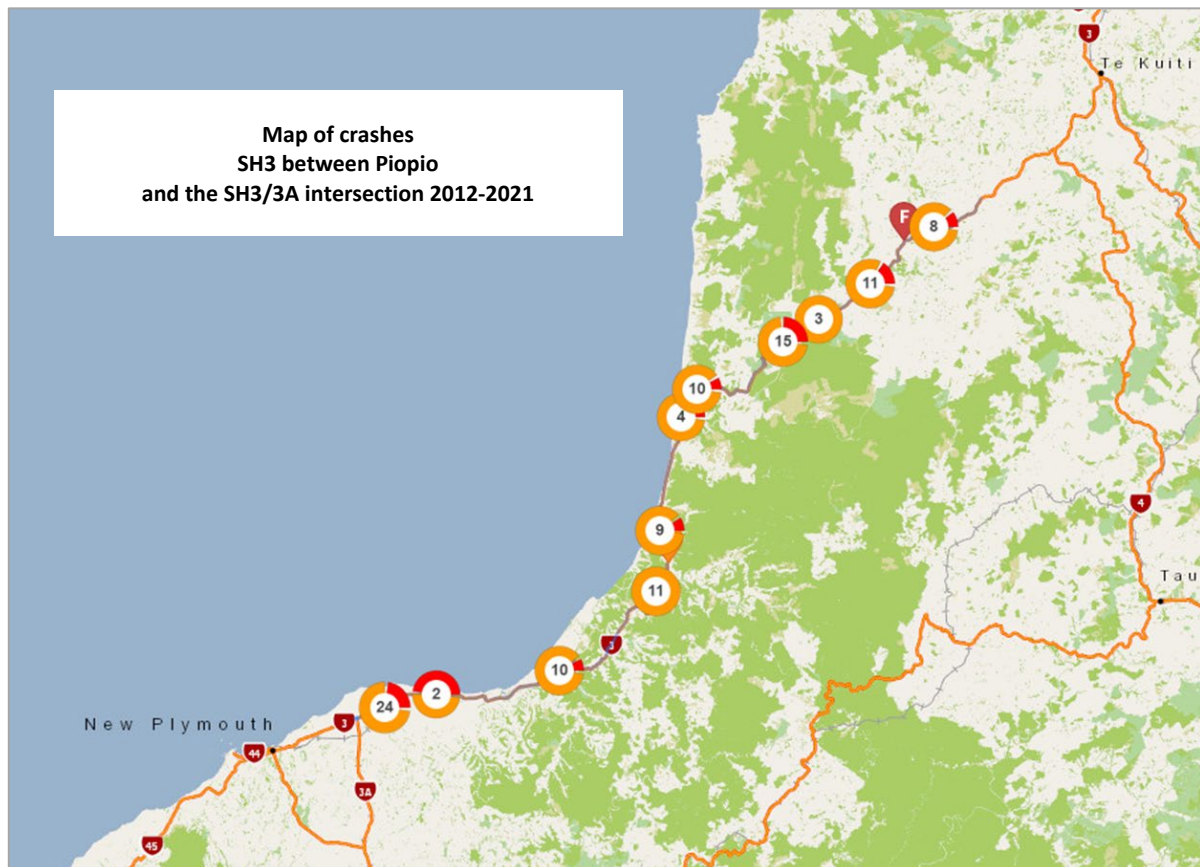 Map of crashes
SH3 between Piopio
and the SH3/3A intersection 2012-2021
3
Te Kuiti
F
8
11
3
15
10
4
4
9
11
Tau
3
10
2
24
New Plymouth
3
44
3A
45